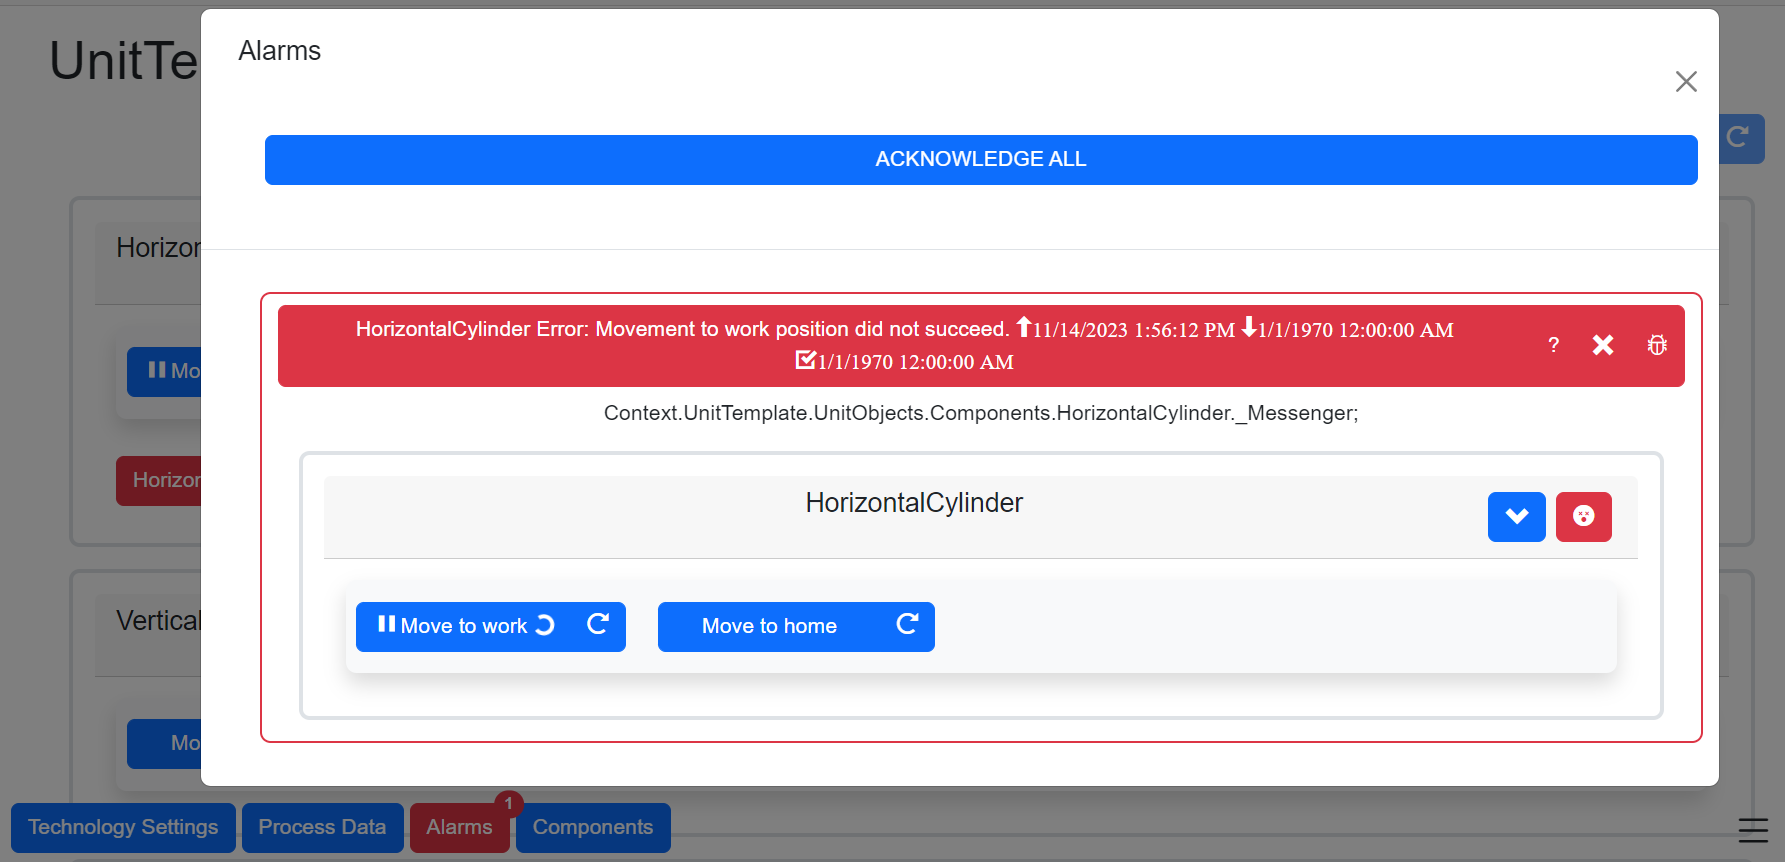 UnitTe
Alarms
ACKNOWLEDGE ALL
Horizon
HorizontalCylinder Error: Movement to work position did not succeed. 11/14/2023 1:56:12 PM 1/1/1970 12:00:00 AM
1/1/1970 12:00:00 AM
?
Context.UnitTemplate.UnitObjects.Components.HorizontalCylinder._Messenger;
Mo
Horizon
HorizontalCylinder
Move to work
Move to home
Vertical
Mo
Technology Settings
Process Data
Alarms
1
Components